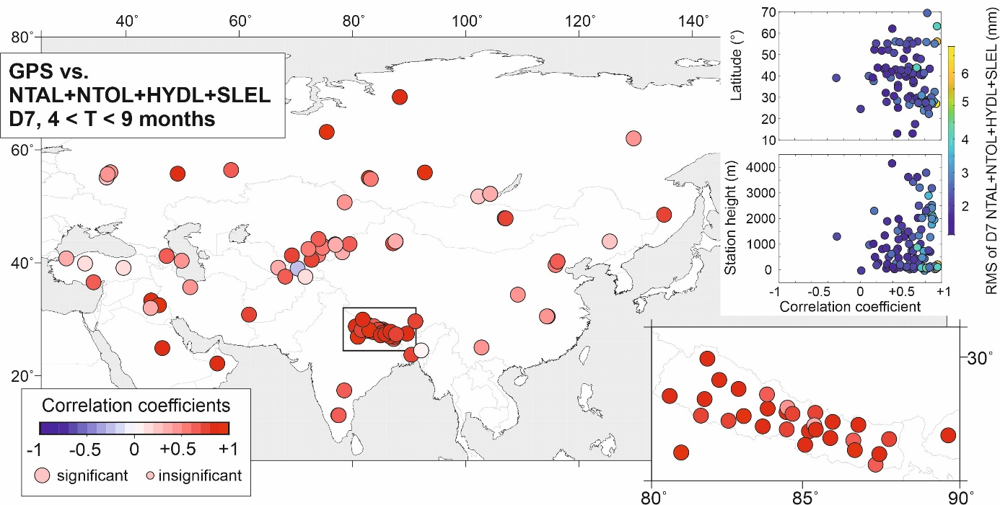 40° 60° 80° 100° 120° 140°
80°
60°
40°
20°
GPS vs.
NTAL+NTOL+HYDL+SLEL
D7, 4 < T < 9 months
Correlation coefficients
-1 -0.5 0 +0.5 +1
significant insignificant
70
60
50
40
30
20
10
Latitude (°)
4000
3000
2000
1000
0
Station height (m)
-1 -0.5 0 +0.5 +1
Correlation coefficient
6
5
4
3
2
RMS of D7 NTAL+NTOL+HYDL+SLEL (mm)
30°
80° 85° 90°